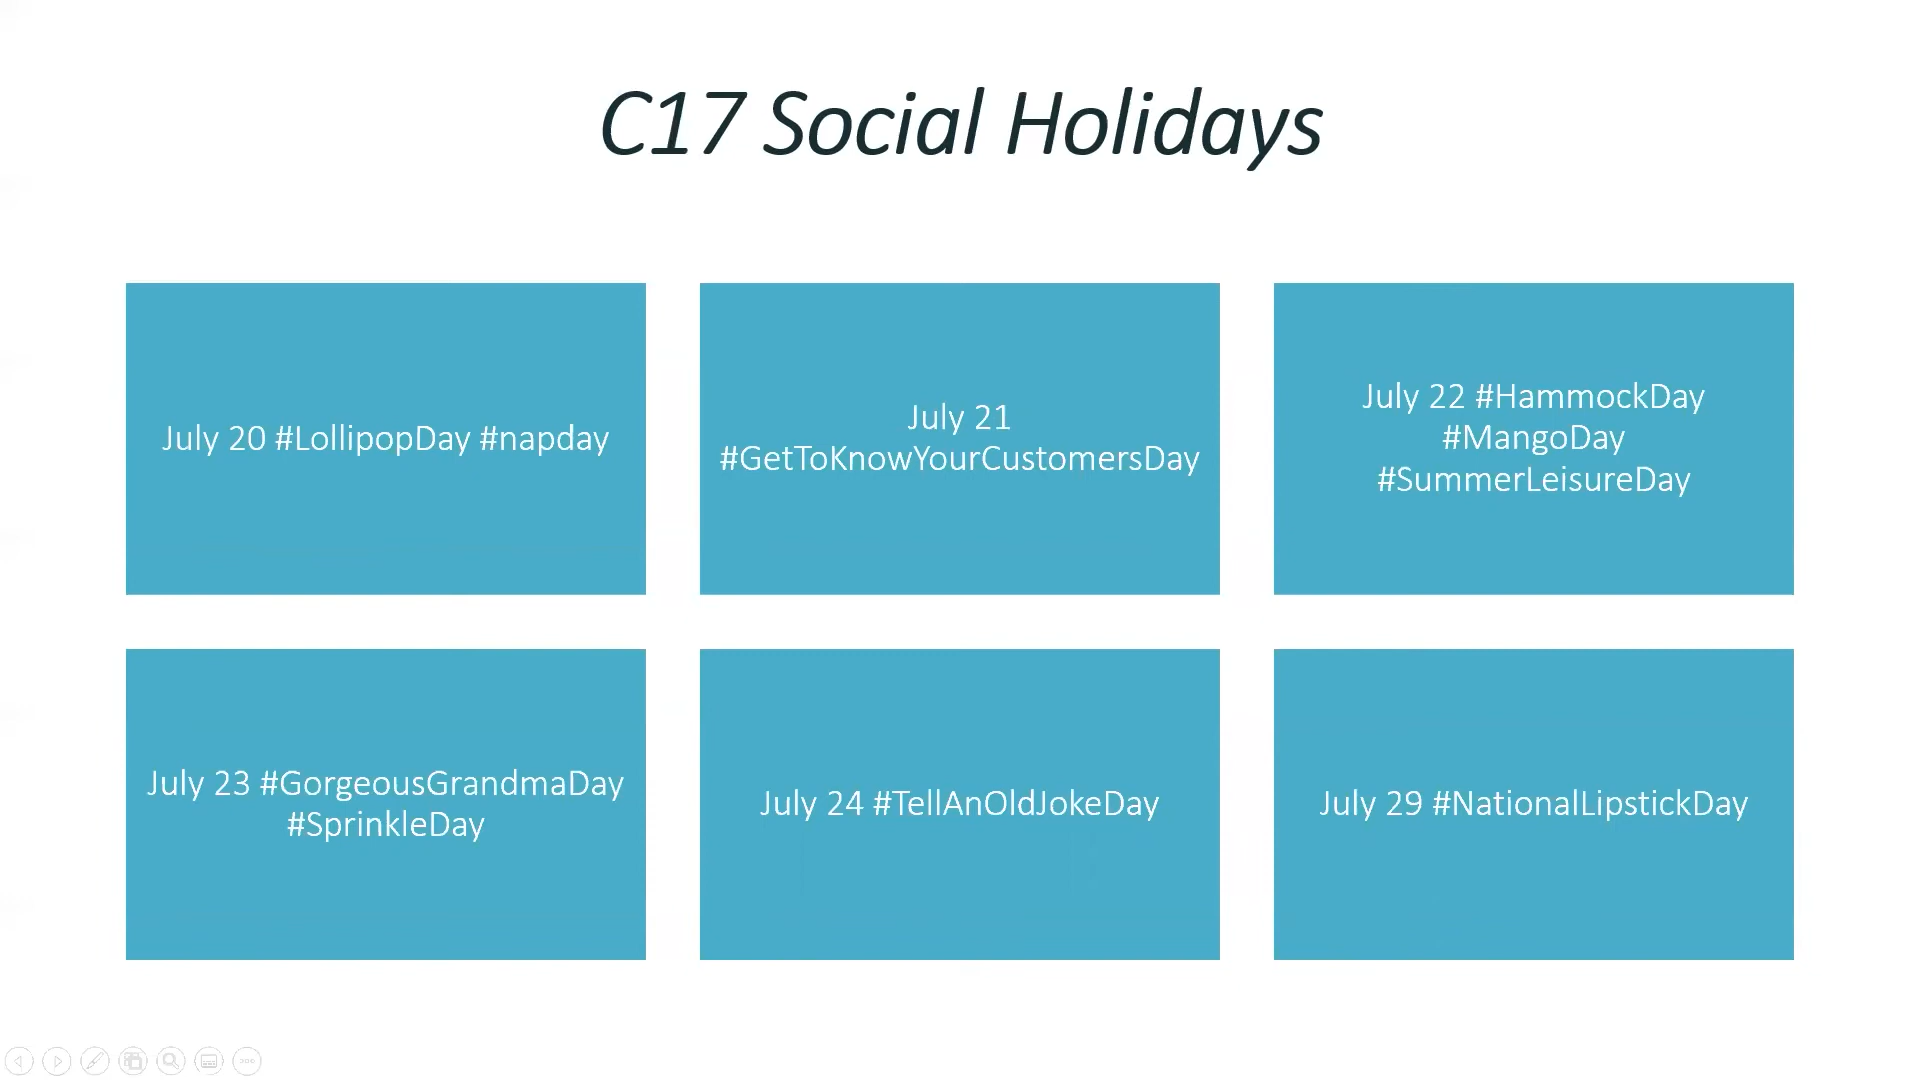 C17 Social Holidays
July 20 #LollipopDay #napday
July 21
#GetToKnowYourCustomersDay
July 22 #HammockDay
#MangoDay
#SummerLeisureDay
July 23 #GorgeousGrandmaDay
#SprinkleDay
July 24 #TellAnOldJokeDay
July 29 #NationalLipstickDay